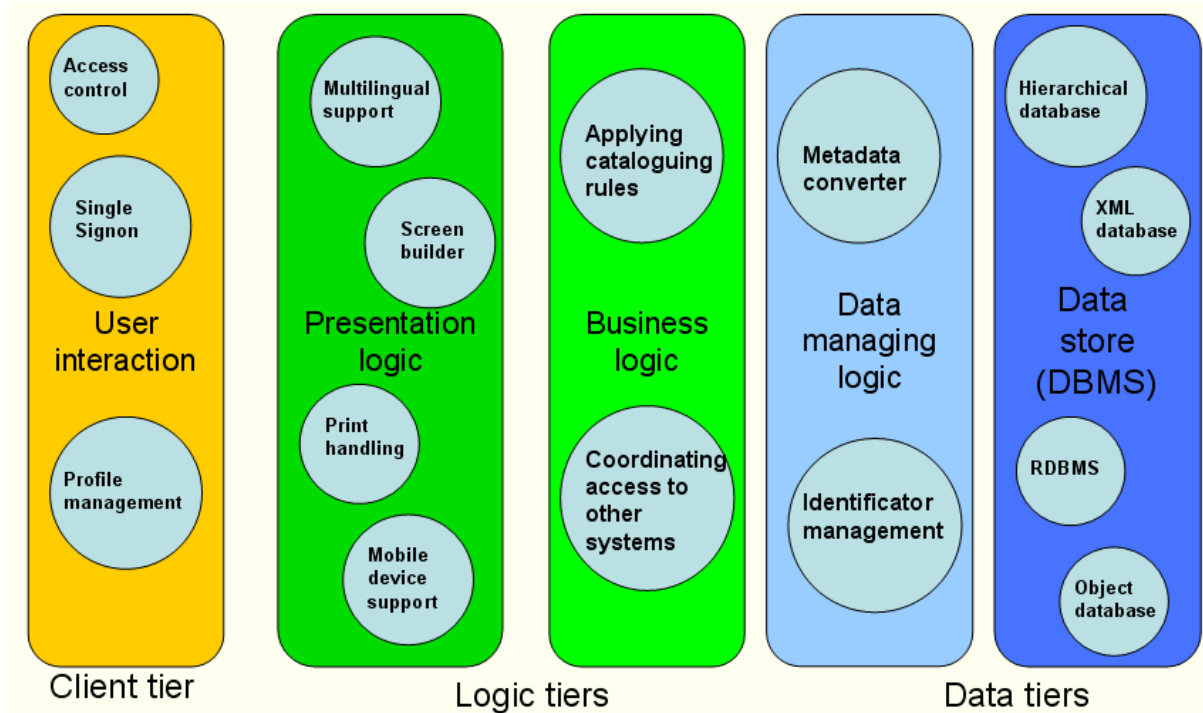 Access
control
Single
Signon
User
interaction
Profile
management
Client tier
Multilingual
support
Screen
builder
Presentation
logic
Print
handling
Mobile
device
support
Applying
cataloguing
rules
Business
logic
Coordinating
access to
other
systems
Logic tiers
Metadata
converter
Data
managing
logic
Identificator
management
Hierarchical
database
XML
database
Data
store
(DBMS)
RDBMS
Object
database
Data tiers